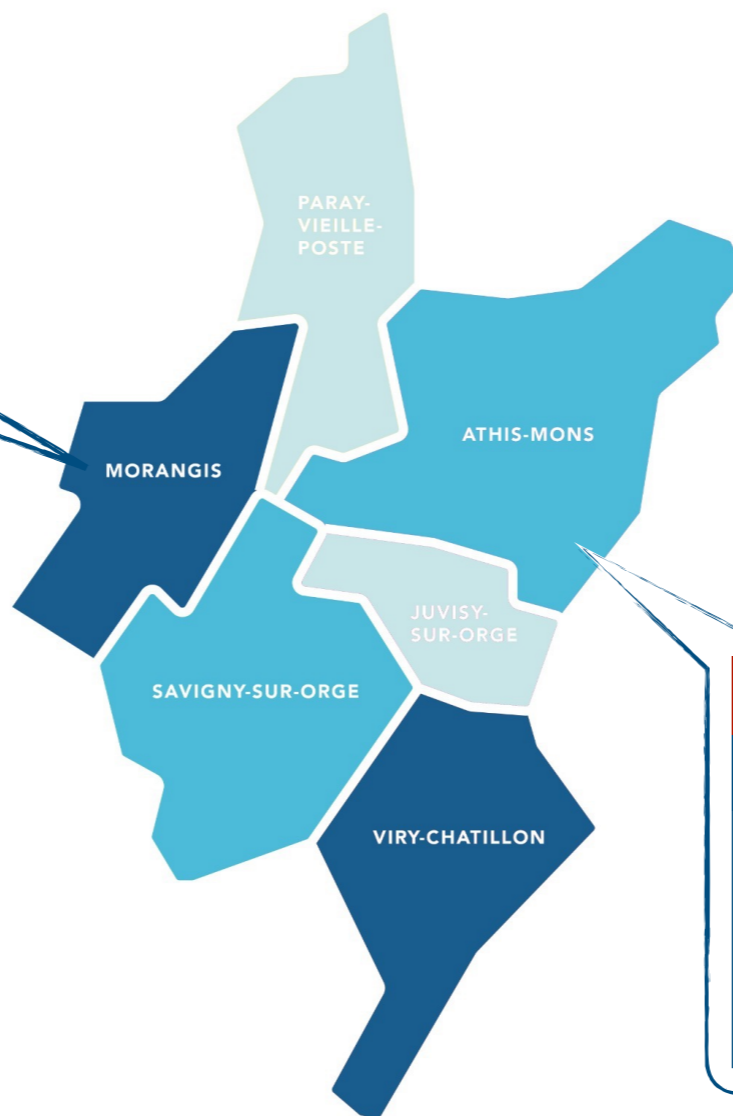 PARAY-
VIEILLE-
POSTE
ATHIS-MONS
MORANGIS
JUVISY-
SUR-ORGE
SAVIGNY-SUR-ORGE
VIRY-CHATILLON